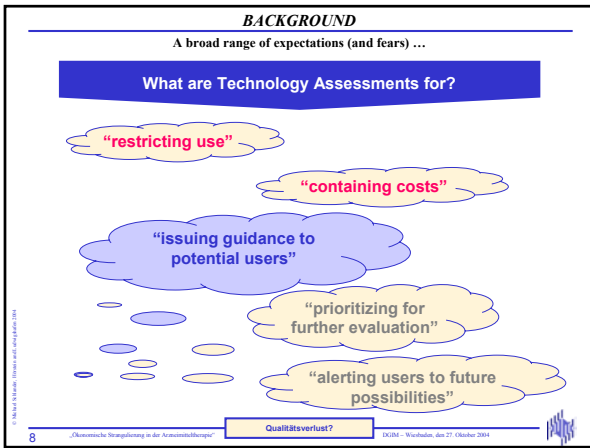 BACKGROUND
A broad range of expectations (and fears) …
What are Technology Assessments for?
“restricting use”
“containing costs”
“issuing guidance to
potential users”
“prioritizing for
further evaluation”
“alerting users to future
possibilities”
8
„Ökonomische Strangulierung in der Arzneimitteltherapie“
Qualitätsverlust?
DGIM – Wiesbaden, den 27. Oktober 2004